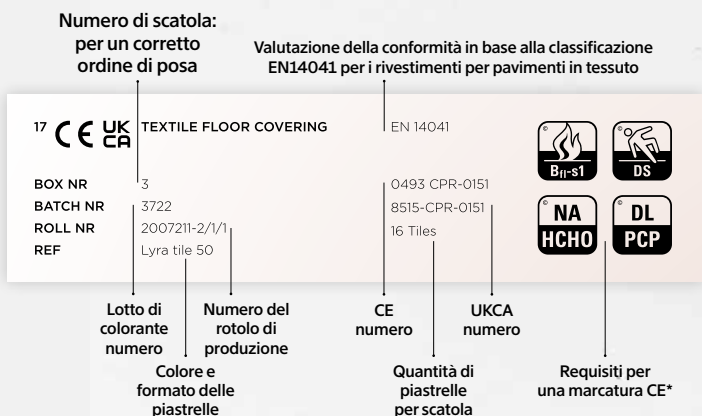 Numero di scatola:
per un corretto
ordine di posa
Valutazione della conformità in base alla classificazione
EN14041 per i rivestimenti per pavimenti in tessuto
17 CE UK CA TEXTILE FLOOR COVERING EN 14041
BOX NR 3 0493 CPR-0151
BATCH NR 3722 8515-CPR-0151
ROLL NR 2007211-2/1/1 16 Tiles
REF Lyra tile 50
©
Bfl-s1
©
DS
©
NA
HCHO
©
DL
PCP
Lotto di
colorante
numero
Numero del
rotolo di
produzione
CE
numero
UKCA
numero
Colore e
formato delle
piastrelle
Quantità di
piastrelle
per scatola
Requisiti per
una marcatura CE*